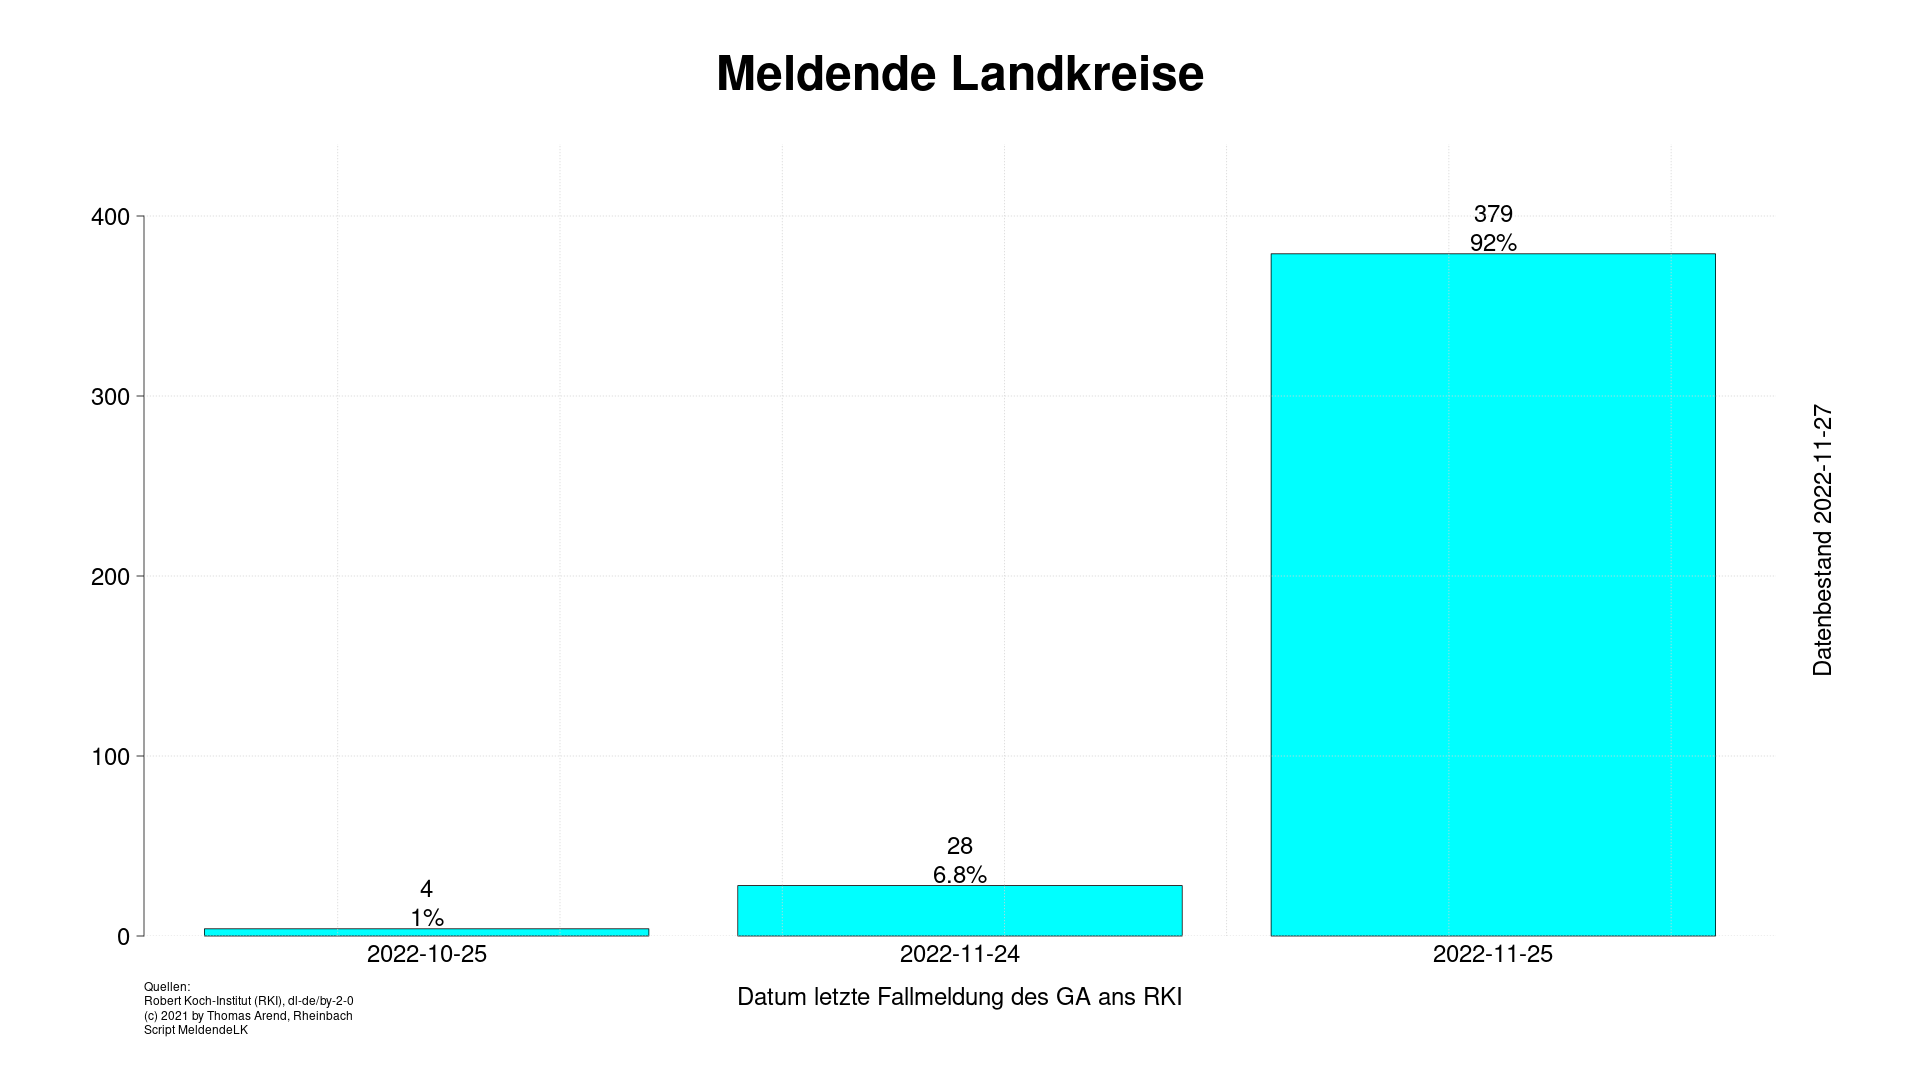 Meldende Landkreise
400
300
200
100
0
4
1%
28
6.8%
379
92%
2022-10-25
2022-11-24
2022-11-25
Datum letzte Fallmeldung des GA ans RKI
Datenbestand 2022-11-27
Quellen:
Robert Koch-Institut (RKI), dl-de/by-2-0
(c) 2021 by Thomas Arend, Rheinbach
Script MeldendeLK